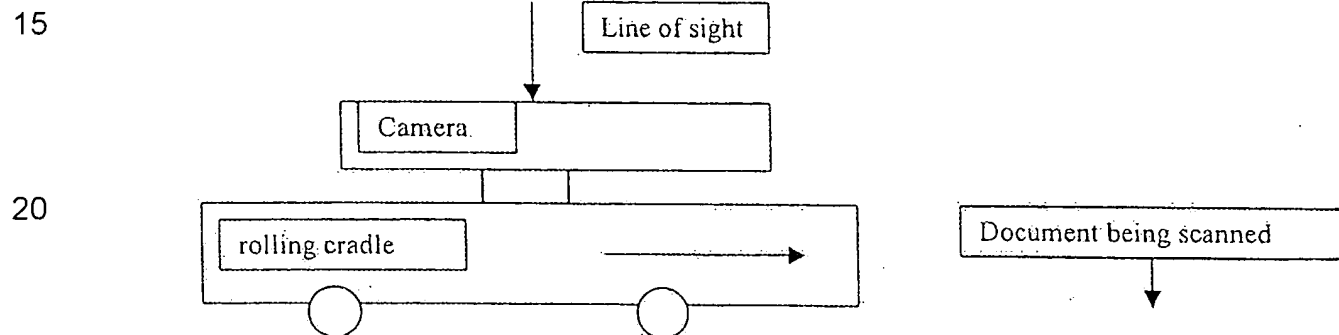 15
Line of sight
Camera
20
rolling cradle
Document being scanned